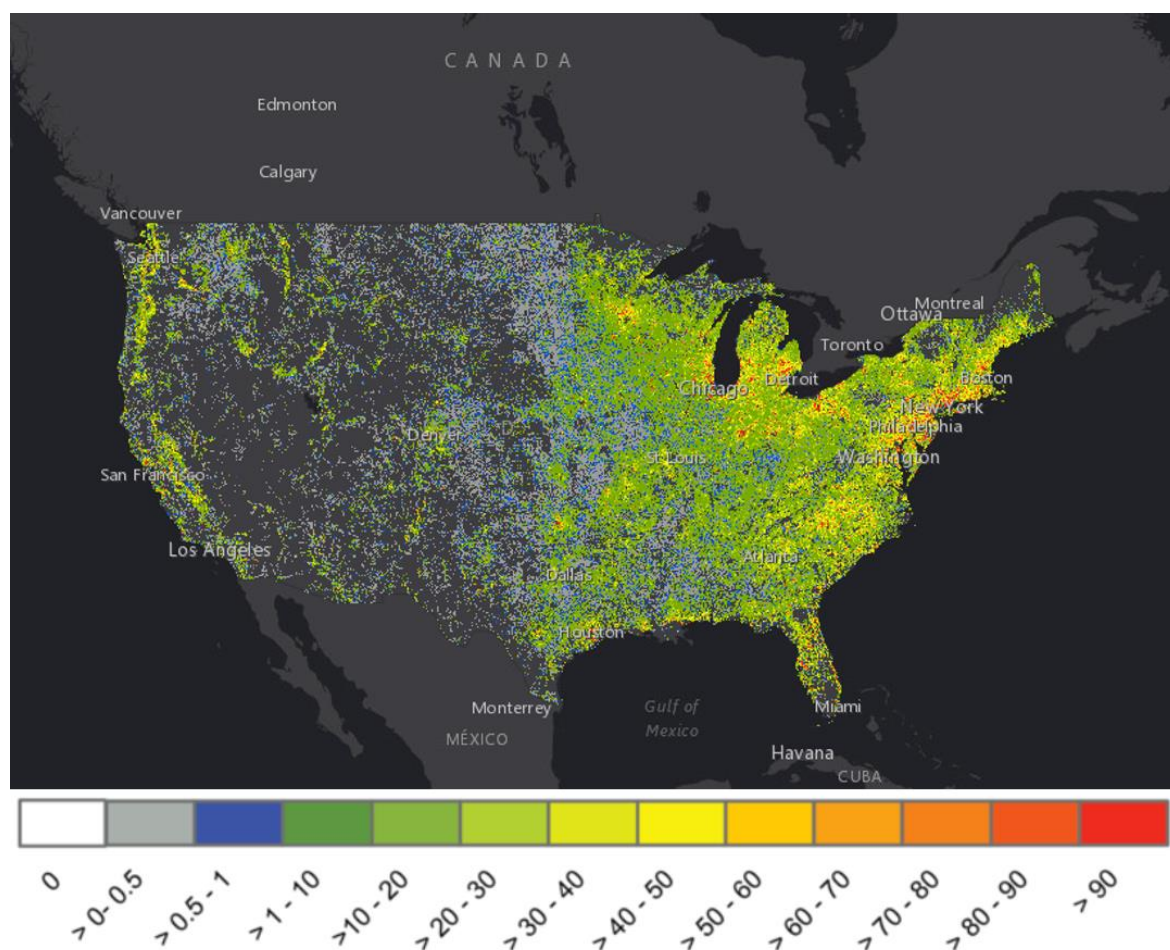 CANADA
Edmonton
Calgary
Vancouver
Seattle
Montreal
Ottawa
Toronto
Boston
Detroit
Chicago
New York
Philadelphia
Denver
Washington
St Louis
San Francisco
Los Angeles
Atlanta
Dallas
Houston
Monterrey
Gulf of
Mexico
Miami
MÉXICO
Havana
CUBA
0
> 0- 0.5
> 0.5 - 1
> 1 - 10
>10 - 20
> 20 - 30
> 30 - 40
> 40 - 50
> 50 - 60
> 60 - 70
>70 - 80
>80 - 90
> 90